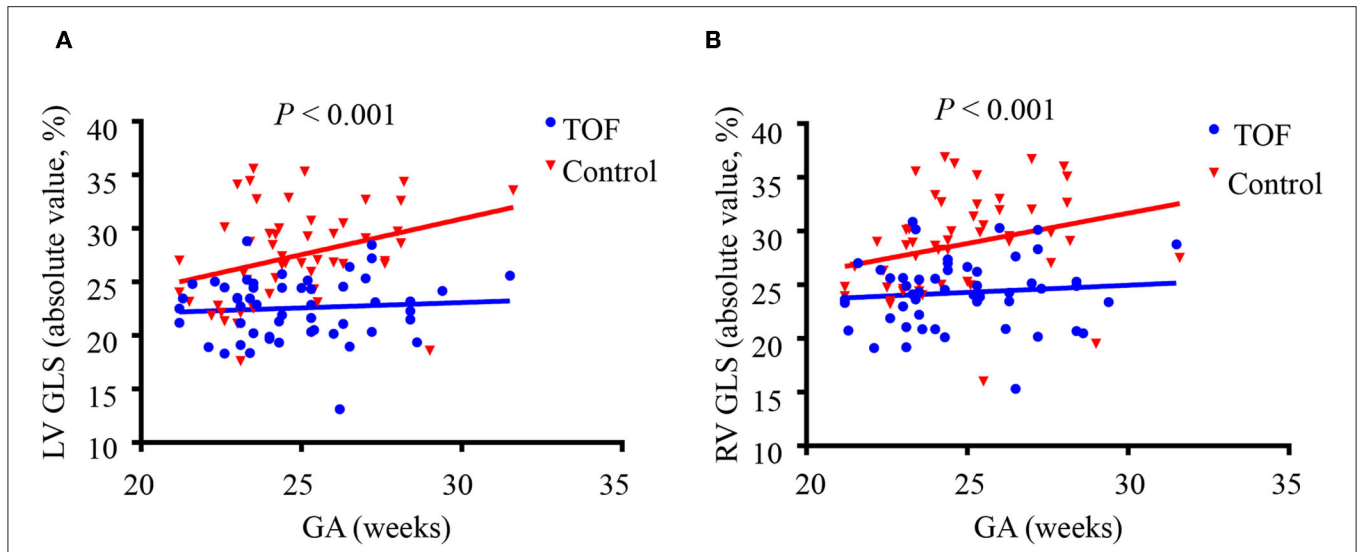 A
P < 0.001
TOF
Control
LV GLS (absolute value, %)
40
35
30
25
20
15
10
20
25
30
35
GA (weeks)
B
P < 0.001
TOF
Control
RV GLS (absolute value, %)
40
35
30
25
20
15
10
20
25
30
35
GA (weeks)